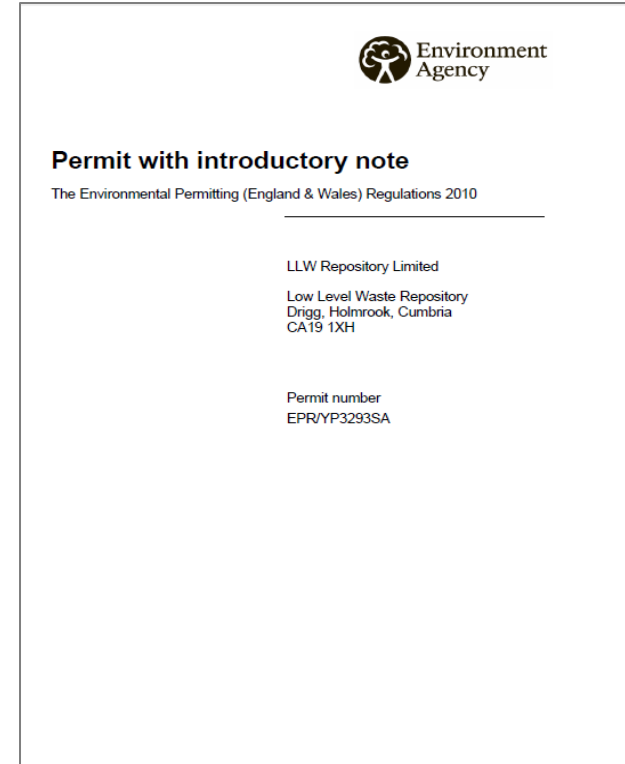 Environment
Agency
Permit with introductory note
The Environmental Permitting (England & Wales) Regulations 2010
LLW Repository Limited
Low Level Waste Repository
Drigg, Holmrook, Cumbria
CA19 1XH
Permit number
EPR/YP3293SA